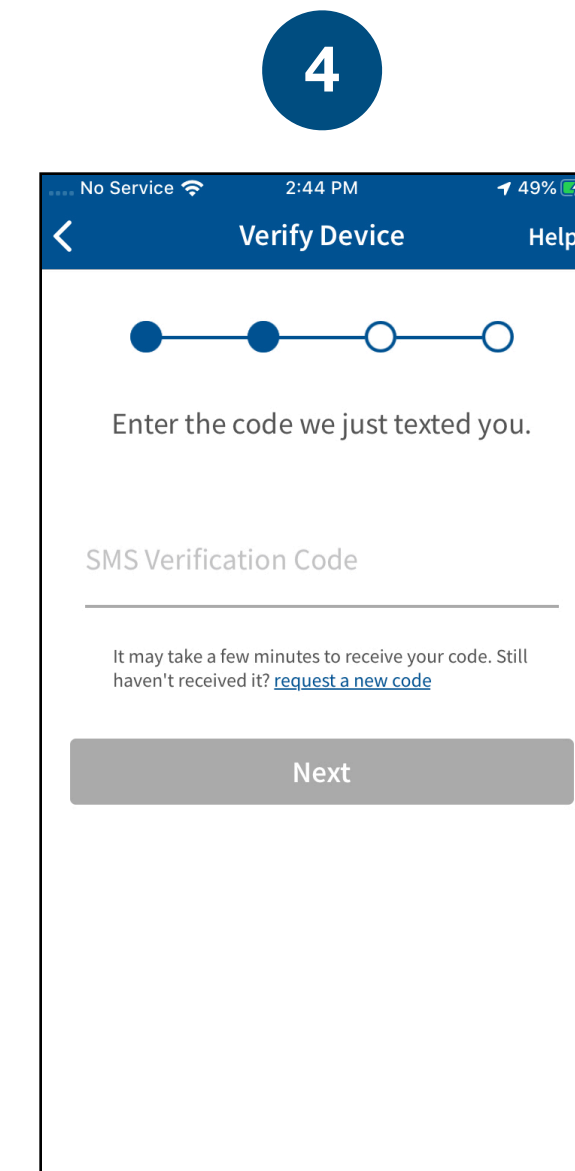 4
No Service 2:44 PM 49%
Verify Device Help
Enter the code we just texted you.
SMS Verification Code
It may take a few minutes to receive your code. Still
haven't received it? request a new code
Next